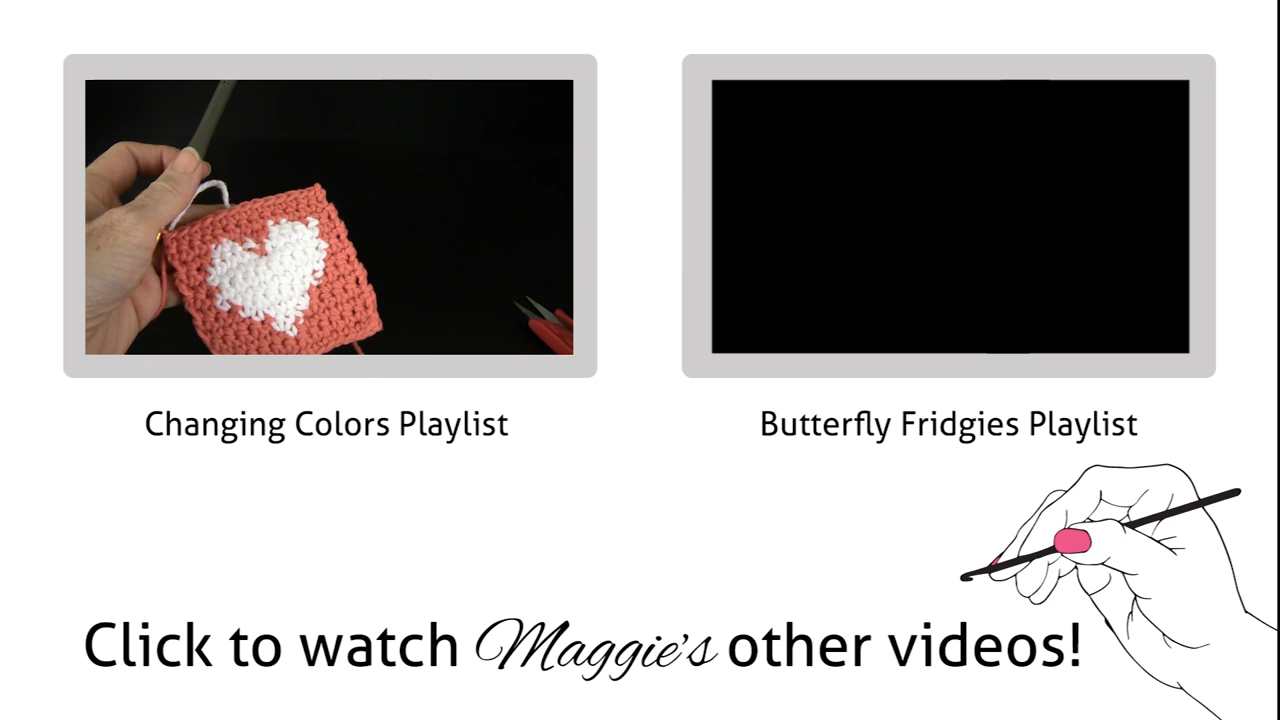 Changing Colors Playlist
Butterfly Fridgies Playlist
Click to watch Maggie's other videos!